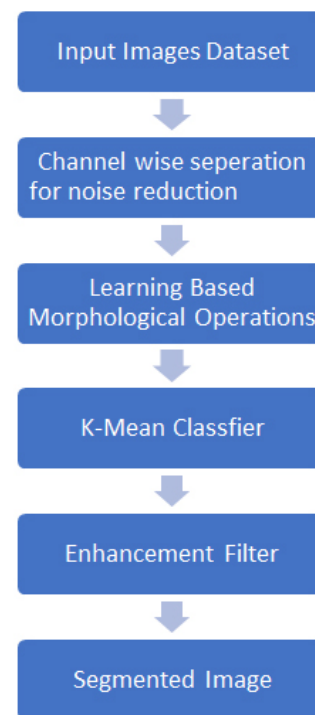 Input Images Dataset
Channel wise seperation
for noise reduction
Learning Based
Morphological Operations
K-Mean Classfier
Enhancement Filter
Segmented Image